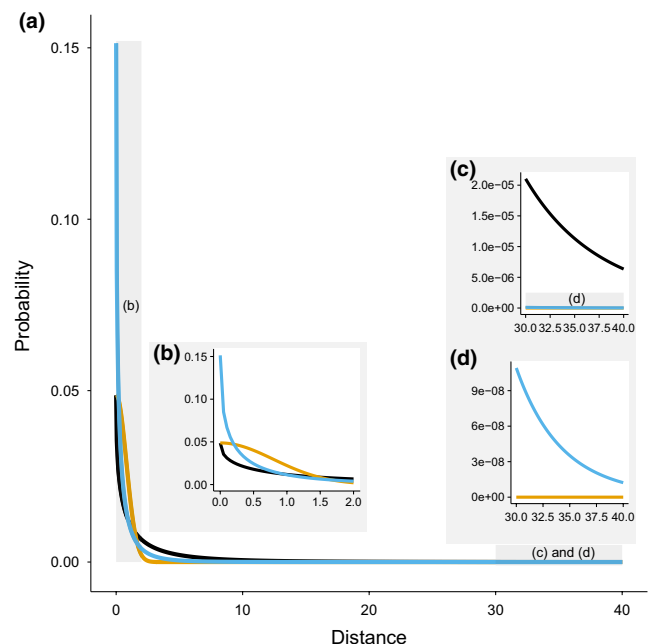 (a)
0.15
0.10
0.05
0.00
Probability
(b)
(b)
0.15
0.10
0.05
0.00
0.0 0.5 1.0 1.5 2.0
(c)
2.0e−05
1.5e−05
1.0e−05
5.0e−06
0.0e+00
(d)
30.0 32.5 35.0 37.5 40.0
(d)
9e−08
6e−08
3e−08
0e+00
30.0 32.5 35.0 37.5 40.0
(c) and (d)
0 10 20 30 40
Distance